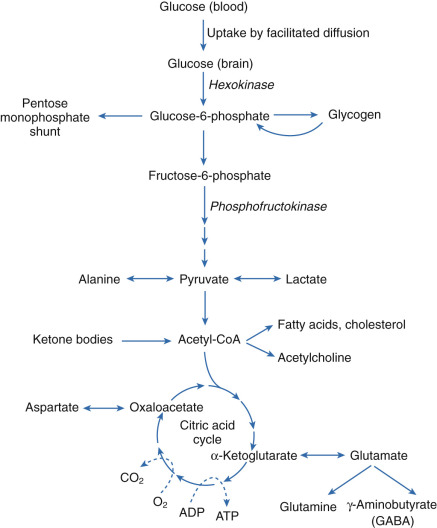 Glucose (blood)
Uptake by facilitated diffusion
Glucose (brain)
Hexokinase
Pentose
monophosphate
shunt
Glucose-6-phosphate
Glycogen
Fructose-6-phosphate
Phosphofructokinase
Alanine
Pyruvate
Lactate
Ketone bodies
Acetyl-CoA
Fatty acids, cholesterol
Acetylcholine
Aspartate
Oxaloacetate
Citric acid
cycle
α-Ketoglutarate
Glutamate
CO2
O2
ADP
ATP
Glutamine
γ-Aminobutyrate
(GABA)